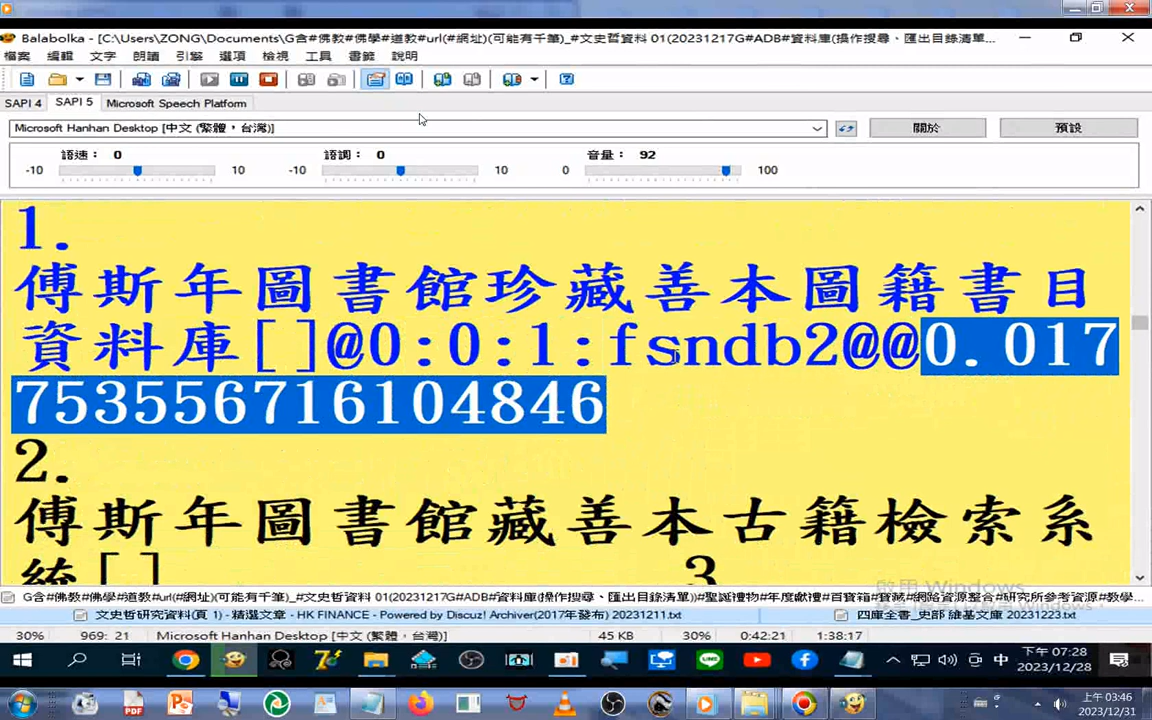 Balabolka - [C:\Users\ZONG\Documents\G含#佛教#佛學#道教#url(#網址)(可能有千筆)_#文史哲資料 01(20231217G#ADB#資料庫(操作搜尋、匯出目錄清單...
檔案 編輯 文字 朗讀 引擎 選項 檢視 工具 書籤 說明
SAPI 4 SAPI 5 Microsoft Speech Platform
Microsoft Hanhan Desktop [中文 (繁體，台灣)] 關於 預設
語速： 0 語調： 0 音量： 92
-10 10 -10 10 0 100
1.
傅斯年圖書館珍藏善本圖籍書目
資料庫[]@0:0:1:fsndb2@@0.017
753556716104846
2.
傅斯年圖書館藏善本古籍檢索系
統[] 3
啟用 Windows
G含#佛教#佛學#道教#url(#網址)(可能有千筆)_#文史哲資料 01(20231217G#ADB#資料庫(操作搜尋、匯出目錄清單))#聖誕禮物#年度獻禮#百寶箱#寶藏#網路資源整合#研究所參考資源#教學...
文史哲研究資料(頁 1) - 精選文章 - HK FINANCE - Powered by Discuz! Archiver(2017年發布) 20231211.txt 四庫全書_史部 維基文庫 20231223.txt
30% 969: 21 Microsoft Hanhan Desktop [中文 (繁體，台灣)] 45 KB 30% 0:42:21 1:38:17
中 下午 07:28
2023/12/28
上午 03:46
2023/12/31